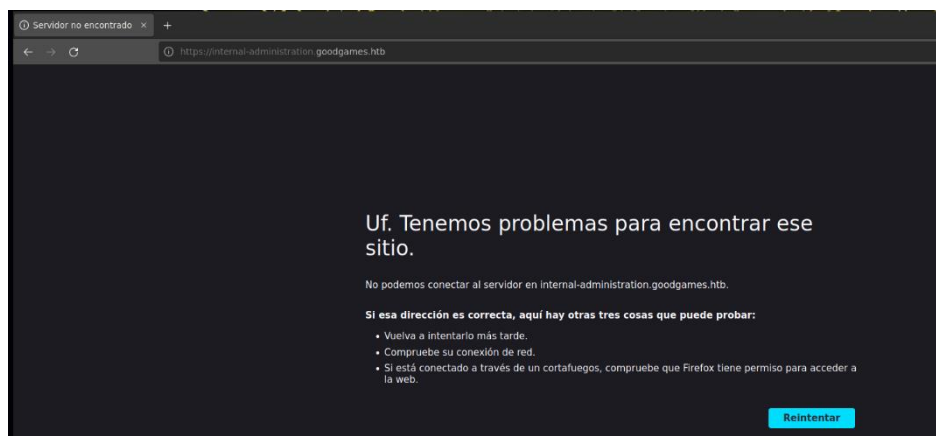 Servidor no encontrado × +
https://internal-administration.goodgames.htb
Uf. Tenemos problemas para encontrar ese
sitio.
No podemos conectar al servidor en internal-administration.goodgames.htb.
Si esa dirección es correcta, aquí hay otras tres cosas que puede probar:
• Vuelva a intentarlo más tarde.
• Compruebe su conexión de red.
• Si está conectado a través de un cortafuegos, compruebe que Firefox tiene permiso para acceder a
la web.
Reintentar